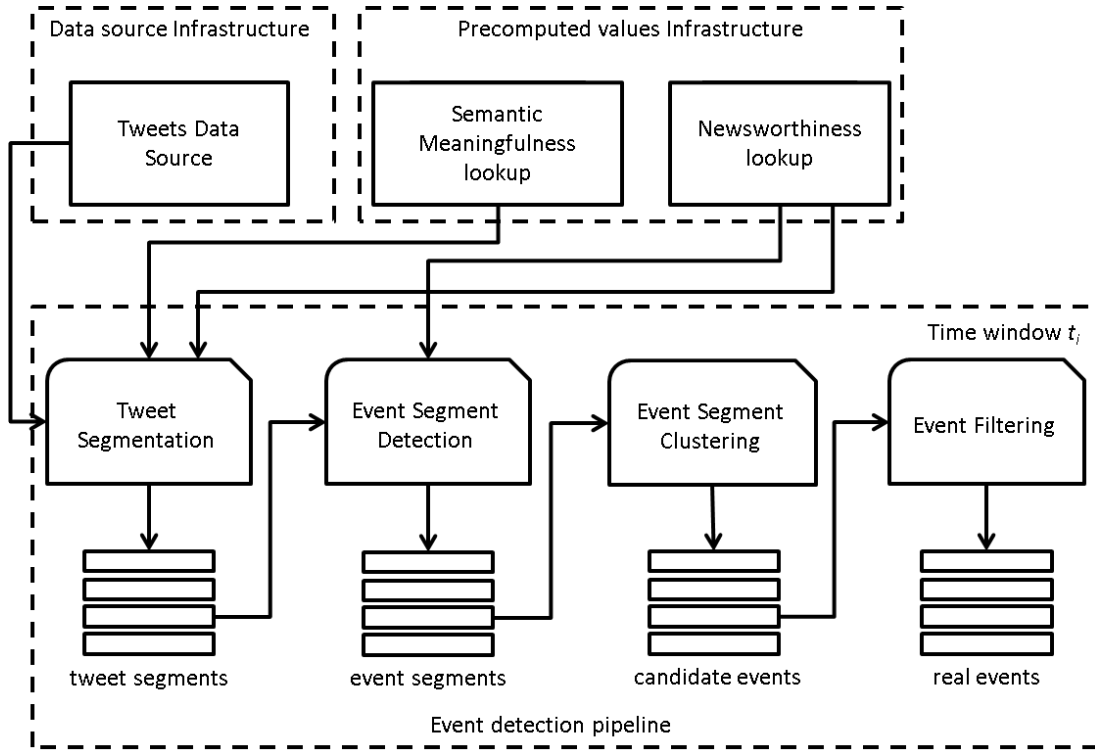 Data source Infrastructure
Precomputed values Infrastructure
Tweets Data
Source
Semantic
Meaningfulness
lookup
Newsworthiness
lookup
Time window tᵢ
Tweet
Segmentation
Event Segment
Detection
Event Segment
Clustering
Event Filtering
tweet segments
event segments
candidate events
real events
Event detection pipeline